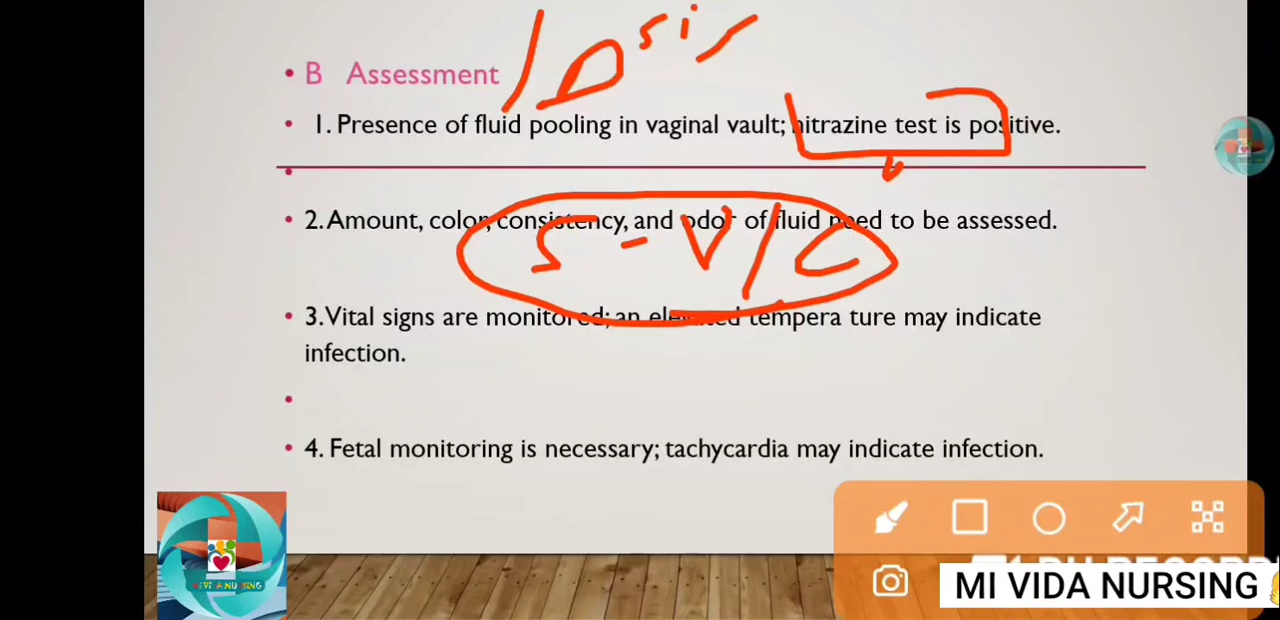 B Assessment
1. Presence of fluid pooling in vaginal vault; nitrazine test is positive.
2. Amount, color, consistency, and odor of fluid need to be assessed.
3. Vital signs are monitored; an elevated tempera ture may indicate
infection.
4. Fetal monitoring is necessary; tachycardia may indicate infection.
MI VIDA NURSING